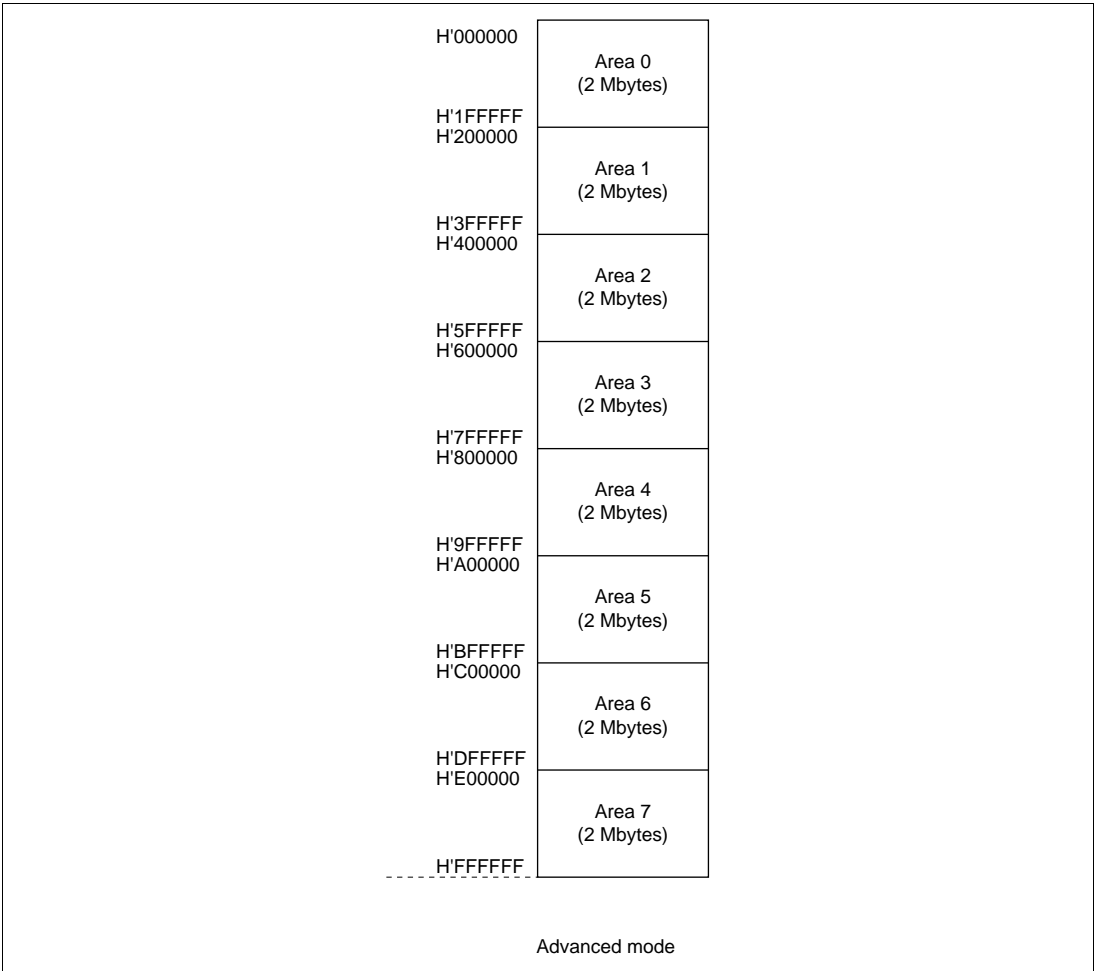 H'000000
Area 0
(2 Mbytes)
H'1FFFFF
H'200000
Area 1
(2 Mbytes)
H'3FFFFF
H'400000
Area 2
(2 Mbytes)
H'5FFFFF
H'600000
Area 3
(2 Mbytes)
H'7FFFFF
H'800000
Area 4
(2 Mbytes)
H'9FFFFF
H'A00000
Area 5
(2 Mbytes)
H'BFFFFF
H'C00000
Area 6
(2 Mbytes)
H'DFFFFF
H'E00000
Area 7
(2 Mbytes)
H'FFFFFF
Advanced mode